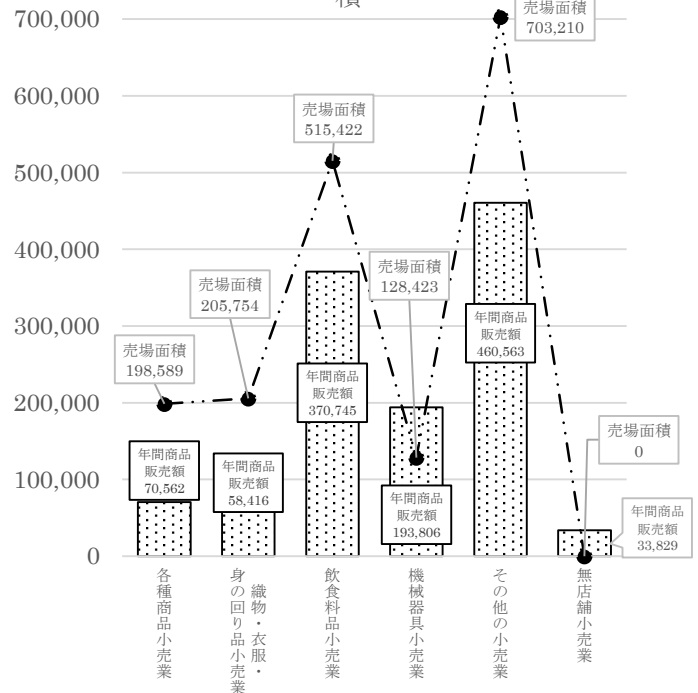 積
700,000
600,000
500,000
400,000
300,000
200,000
100,000
0
売場面積
198,589
売場面積
205,754
売場面積
515,422
売場面積
128,423
売場面積
703,210
売場面積
0
年間商品
販売額
70,562
年間商品
販売額
58,416
年間商品
販売額
370,745
年間商品
販売額
193,806
年間商品
販売額
460,563
年間商品
販売額
33,829
各種商品小売業
織物・衣服・
身の回り品小売業
飲食料品小売業
機械器具小売業
その他の小売業
無店舗小売業